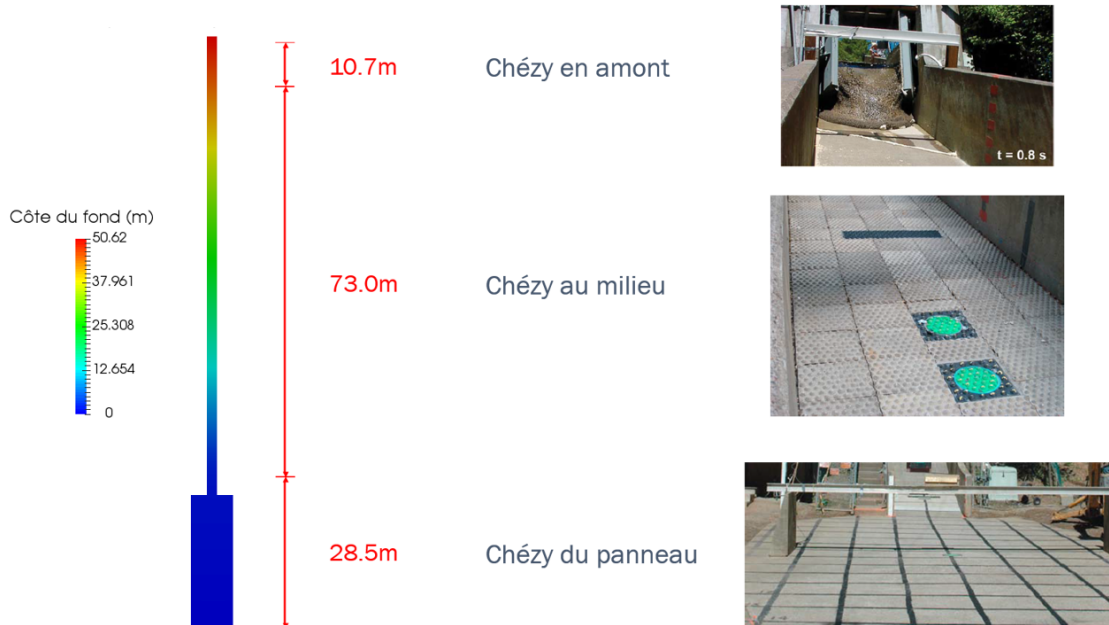 10.7m
Chézy en amont
t = 0.8 s
Côte du fond (m)
50.62
37.961
25.308
12.654
0
73.0m
Chézy au milieu
28.5m
Chézy du panneau